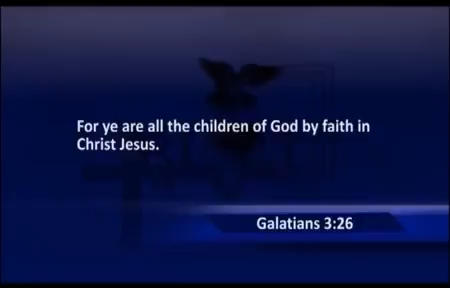 For ye are all the children of God by faith in
Christ Jesus.
Galatians 3:26